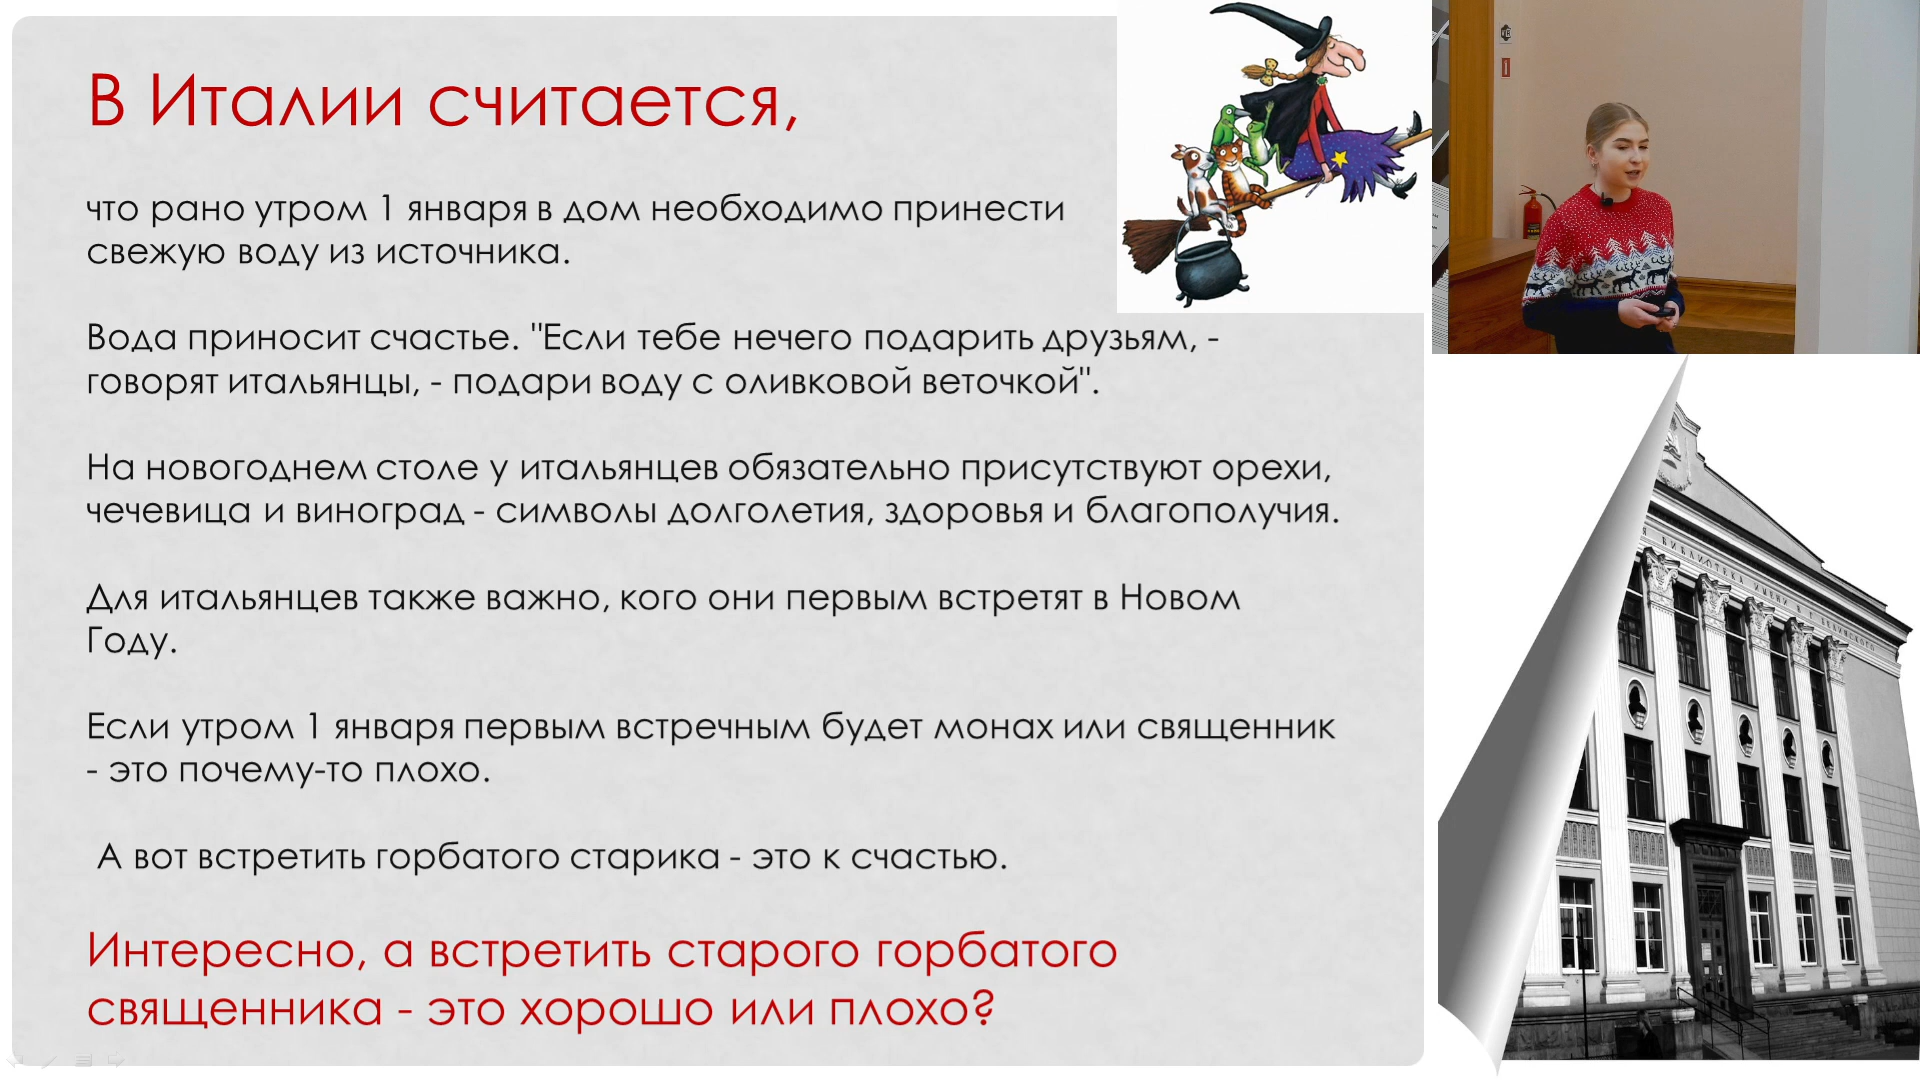 В Италии считается,
что рано утром 1 января в дом необходимо принести
свежую воду из источника.
Вода приносит счастье. "Если тебе нечего подарить друзьям, -
говорят итальянцы, - подари воду с оливковой веточкой".
На новогоднем столе у итальянцев обязательно присутствуют орехи,
чечевица и виноград - символы долголетия, здоровья и благополучия.
Для итальянцев также важно, кого они первым встретят в Новом
Году.
Если утром 1 января первым встречным будет монах или священник
- это почему-то плохо.
А вот встретить горбатого старика - это к счастью.
Интересно, а встретить старого горбатого
священника - это хорошо или плохо?
БИБЛИОТЕКА ИМЕНИ В. Г. БЕЛИНСКОГО